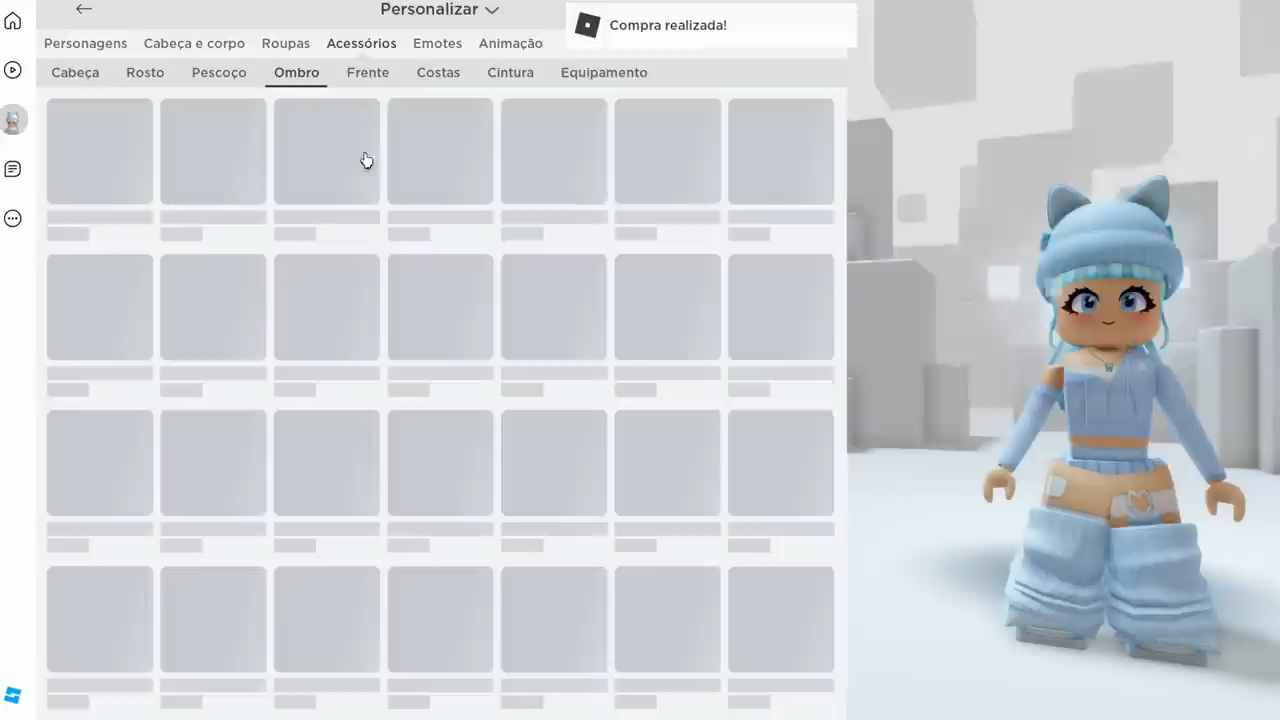 Personalizar
Compra realizada!
Personagens Cabeça e corpo Roupas Acessórios Emotes Animação
Cabeça Rosto Pescoço Ombro Frente Costas Cintura Equipamento